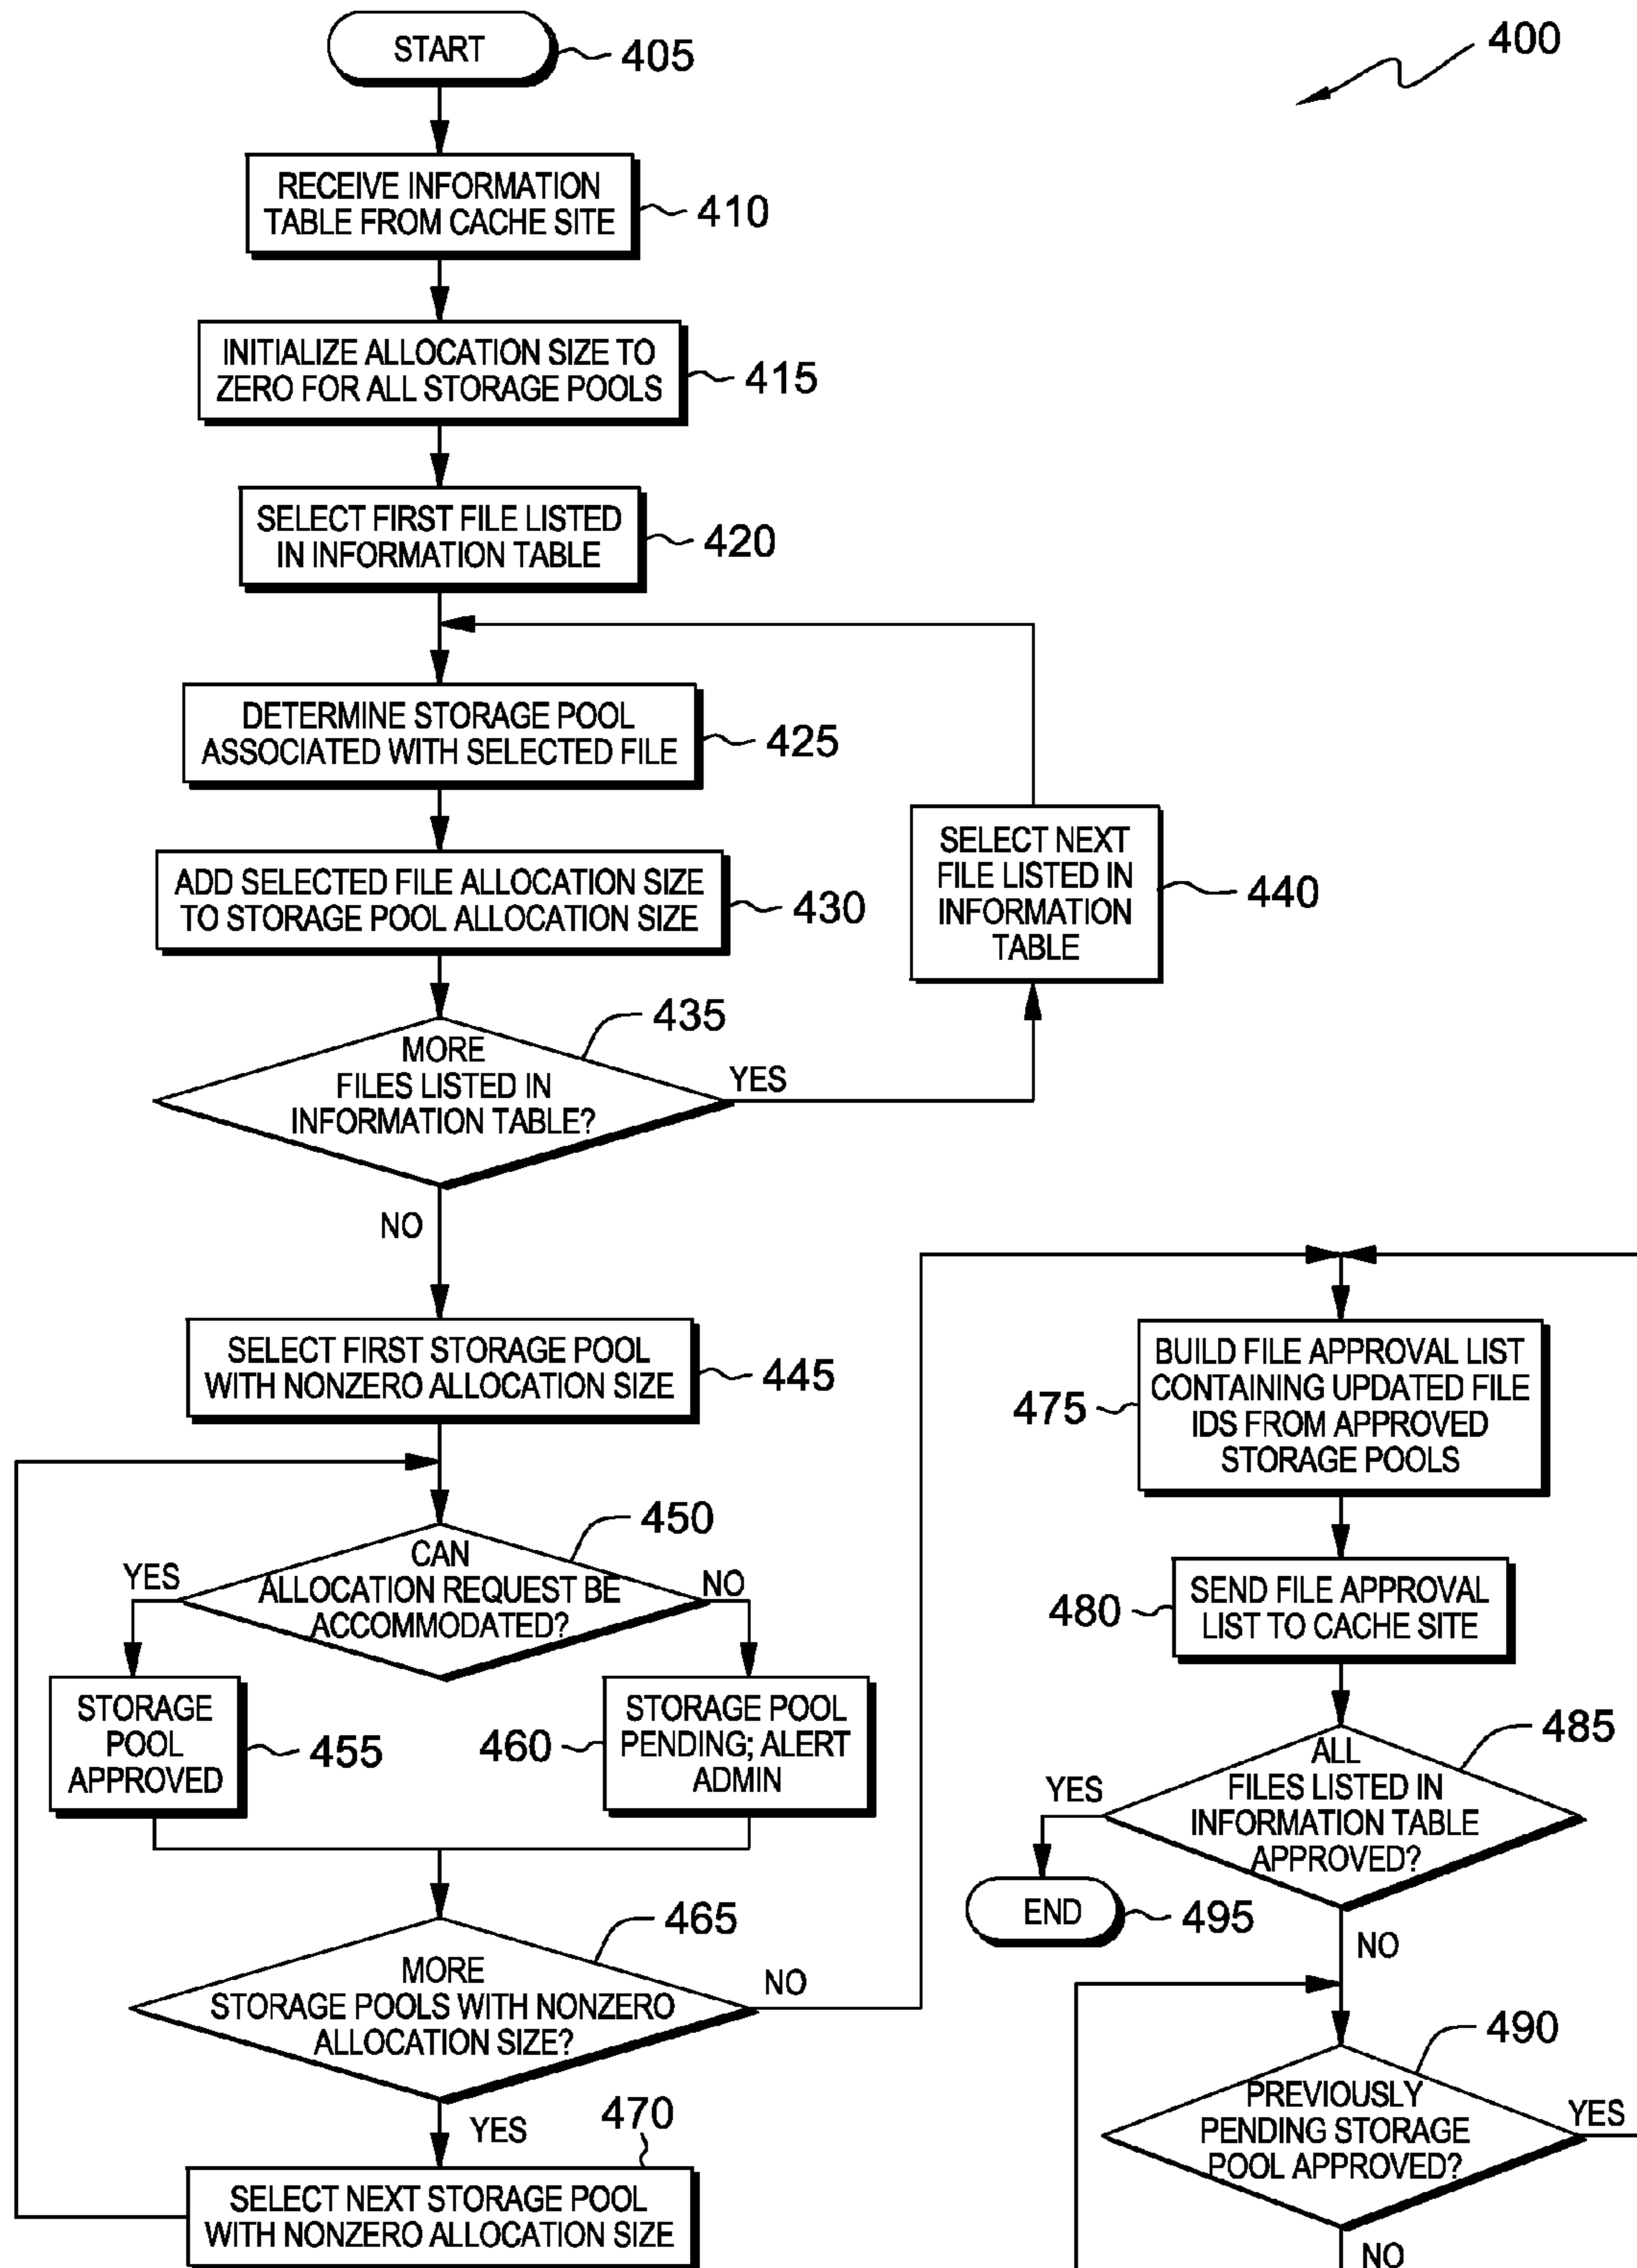 400
START
405
RECEIVE INFORMATION
TABLE FROM CACHE SITE
410
INITIALIZE ALLOCATION SIZE TO
ZERO FOR ALL STORAGE POOLS
415
SELECT FIRST FILE LISTED
IN INFORMATION TABLE
420
DETERMINE STORAGE POOL
ASSOCIATED WITH SELECTED FILE
425
ADD SELECTED FILE ALLOCATION SIZE
TO STORAGE POOL ALLOCATION SIZE
430
SELECT NEXT
FILE LISTED IN
INFORMATION
TABLE
440
435
MORE
FILES LISTED IN
INFORMATION TABLE?
YES
NO
SELECT FIRST STORAGE POOL
WITH NONZERO ALLOCATION SIZE
445
450
CAN
ALLOCATION REQUEST BE
ACCOMMODATED?
YES
NO
STORAGE
POOL
APPROVED
455
460
STORAGE POOL
PENDING; ALERT
ADMIN
465
MORE
STORAGE POOLS WITH NONZERO
ALLOCATION SIZE?
NO
YES
470
SELECT NEXT STORAGE POOL
WITH NONZERO ALLOCATION SIZE
475
BUILD FILE APPROVAL LIST
CONTAINING UPDATED FILE
IDS FROM APPROVED
STORAGE POOLS
480
SEND FILE APPROVAL
LIST TO CACHE SITE
485
ALL
FILES LISTED IN
INFORMATION TABLE
APPROVED?
YES
END
495
NO
490
PREVIOUSLY
PENDING STORAGE
POOL APPROVED?
YES
NO